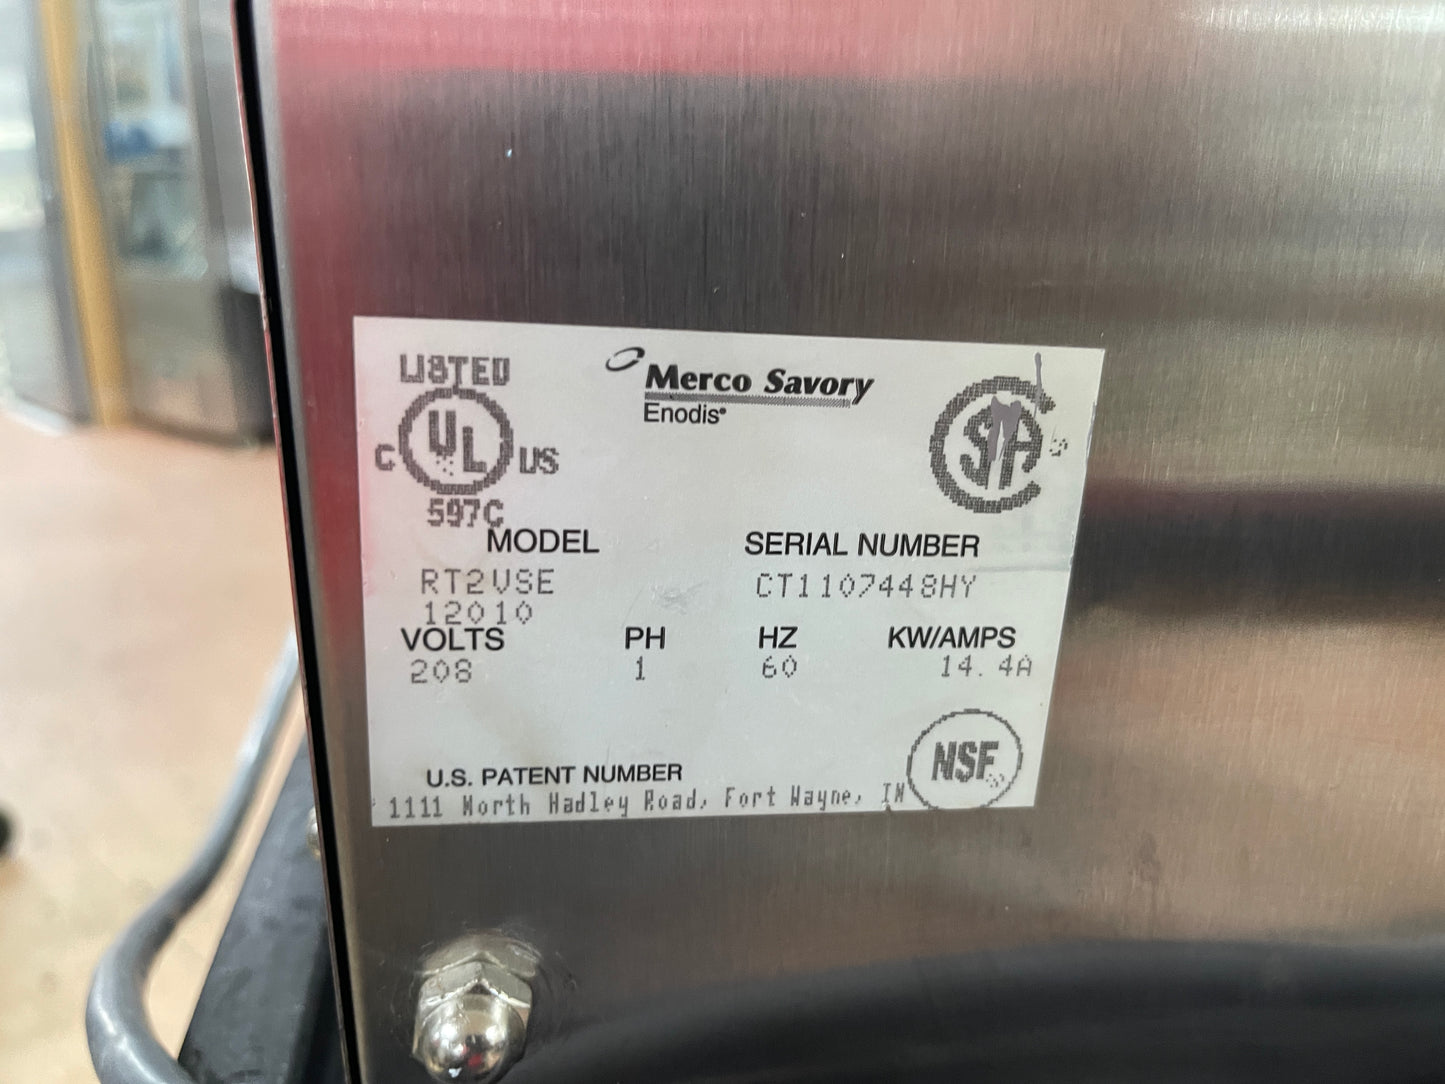 LISTED
UL
C US
597C
Merco Savory
Enodis®
SA
MODEL SERIAL NUMBER
RT2VSE CT1107448HY
12010
VOLTS PH HZ KW/AMPS
208 1 60 14.4A
NSF
U.S. PATENT NUMBER
1111 North Hadley Road, Fort Wayne, IN